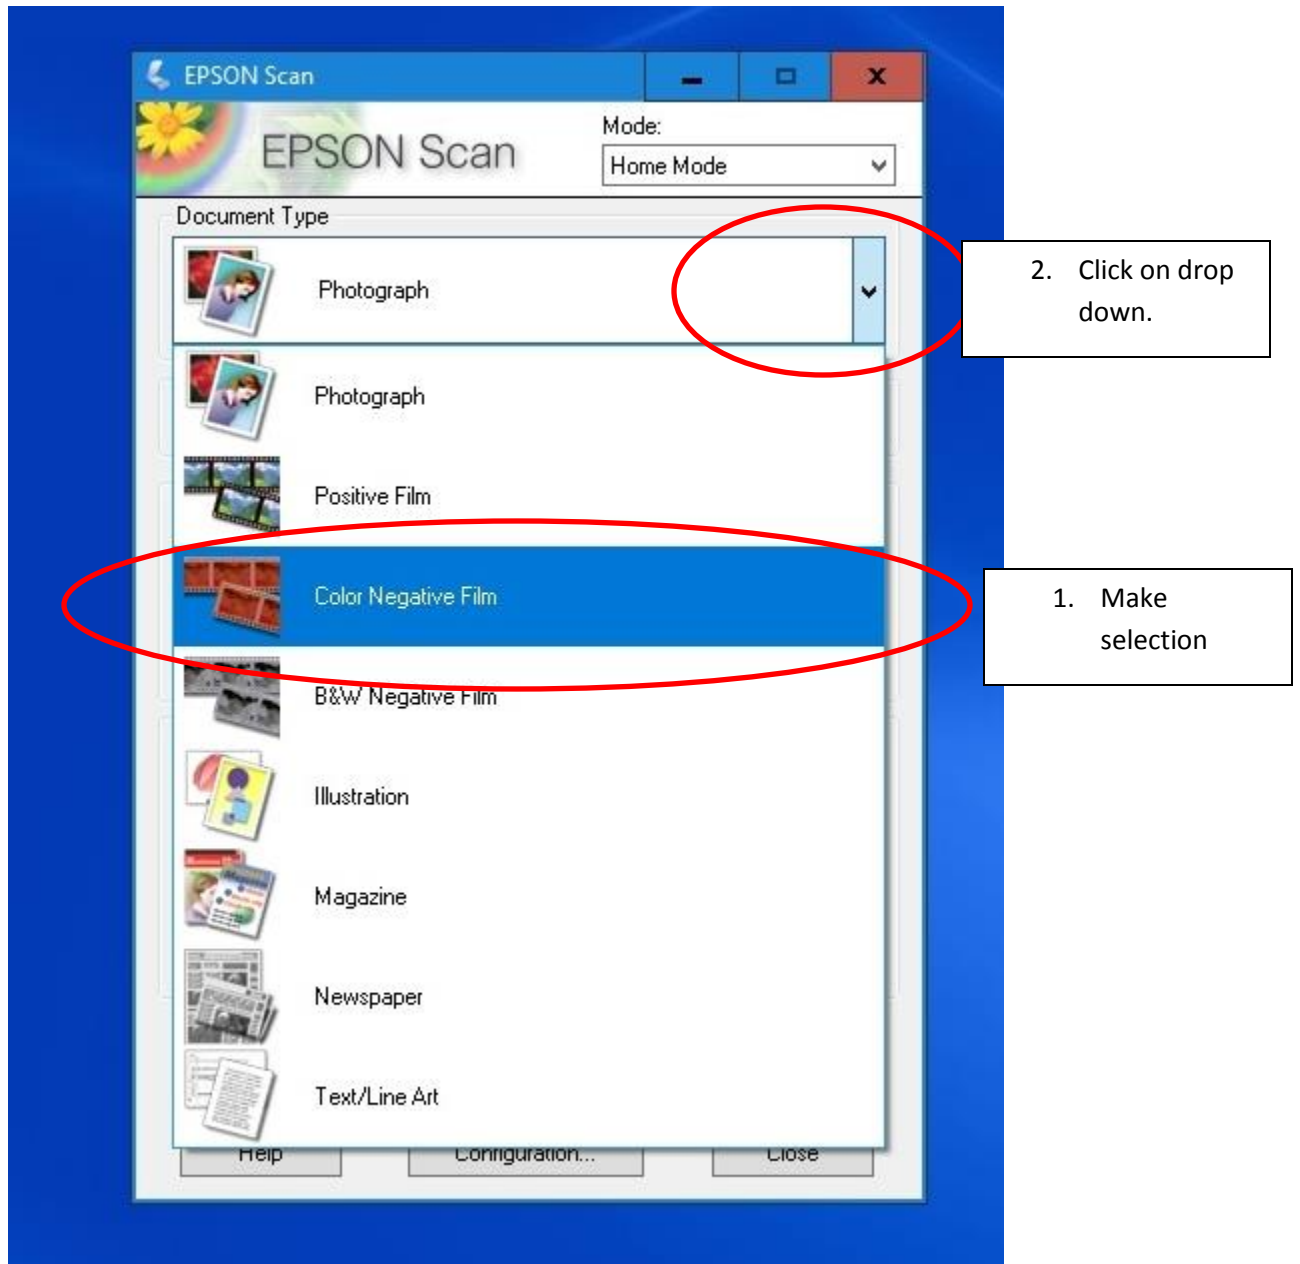 EPSON Scan
EPSON Scan
Mode:
Home Mode
Document Type
Photograph
2. Click on drop
down.
Photograph
Positive Film
Color Negative Film
1. Make
selection
B&W Negative Film
Illustration
Magazine
Newspaper
Text/Line Art
Help
Configuration...
Close